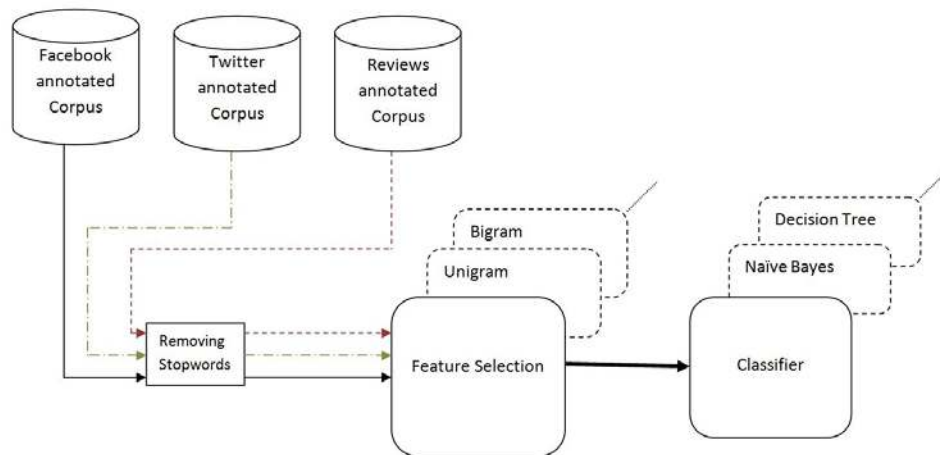 Facebook
annotated
Corpus
Twitter
annotated
Corpus
Reviews
annotated
Corpus
Bigram
Unigram
Decision Tree
Naïve Bayes
Removing
Stopwords
Feature Selection
Classifier